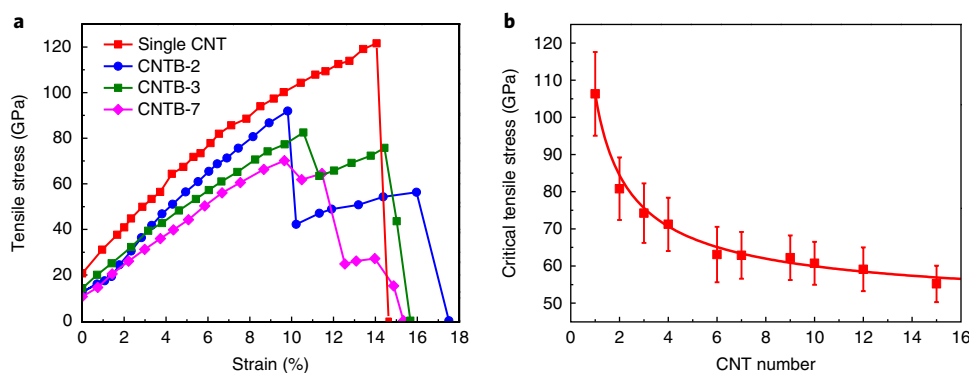 a
Tensile stress (GPa)
140
120
100
80
60
40
20
0
Single CNT
CNTB-2
CNTB-3
CNTB-7
0 2 4 6 8 10 12 14 16 18
Strain (%)
b
Critical tensile stress (GPa)
120
110
100
90
80
70
60
50
0 2 4 6 8 10 12 14 16
CNT number